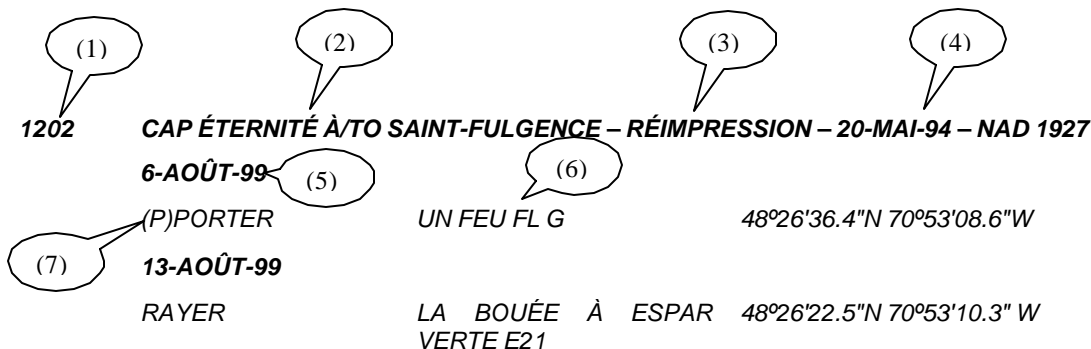 (1) (2) (3) (4)
1202 CAP ÉTERNITÉ À/TO SAINT-FULGENCE – RÉIMPRESSION – 20-MAI-94 – NAD 1927
6-AOÛT-99 (5) (6)
(P)PORTER UN FEU FL G 48º26'36.4"N 70º53'08.6"W
(7) 13-AOÛT-99
RAYER LA BOUÉE À ESPAR 48º26'22.5"N 70º53'10.3" W
VERTE E21